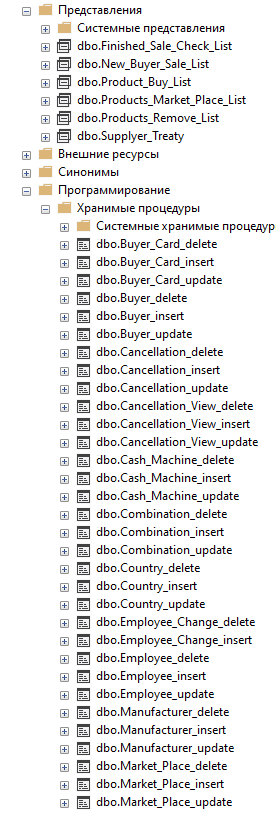 Представления
Системные представления
dbo.Finished_Sale_Check_List
dbo.New_Buyer_Sale_List
dbo.Product_Buy_List
dbo.Products_Market_Place_List
dbo.Products_Remove_List
dbo.Supplyer_Treaty
Внешние ресурсы
Синонимы
Программирование
Хранимые процедуры
Системные хранимые процедур
dbo.Buyer_Card_delete
dbo.Buyer_Card_insert
dbo.Buyer_Card_update
dbo.Buyer_delete
dbo.Buyer_insert
dbo.Buyer_update
dbo.Cancellation_delete
dbo.Cancellation_insert
dbo.Cancellation_update
dbo.Cancellation_View_delete
dbo.Cancellation_View_insert
dbo.Cancellation_View_update
dbo.Cash_Machine_delete
dbo.Cash_Machine_insert
dbo.Cash_Machine_update
dbo.Combination_delete
dbo.Combination_insert
dbo.Combination_update
dbo.Country_delete
dbo.Country_insert
dbo.Country_update
dbo.Employee_Change_delete
dbo.Employee_Change_insert
dbo.Employee_delete
dbo.Employee_insert
dbo.Employee_update
dbo.Manufacturer_delete
dbo.Manufacturer_insert
dbo.Manufacturer_update
dbo.Market_Place_delete
dbo.Market_Place_insert
dbo.Market_Place_update